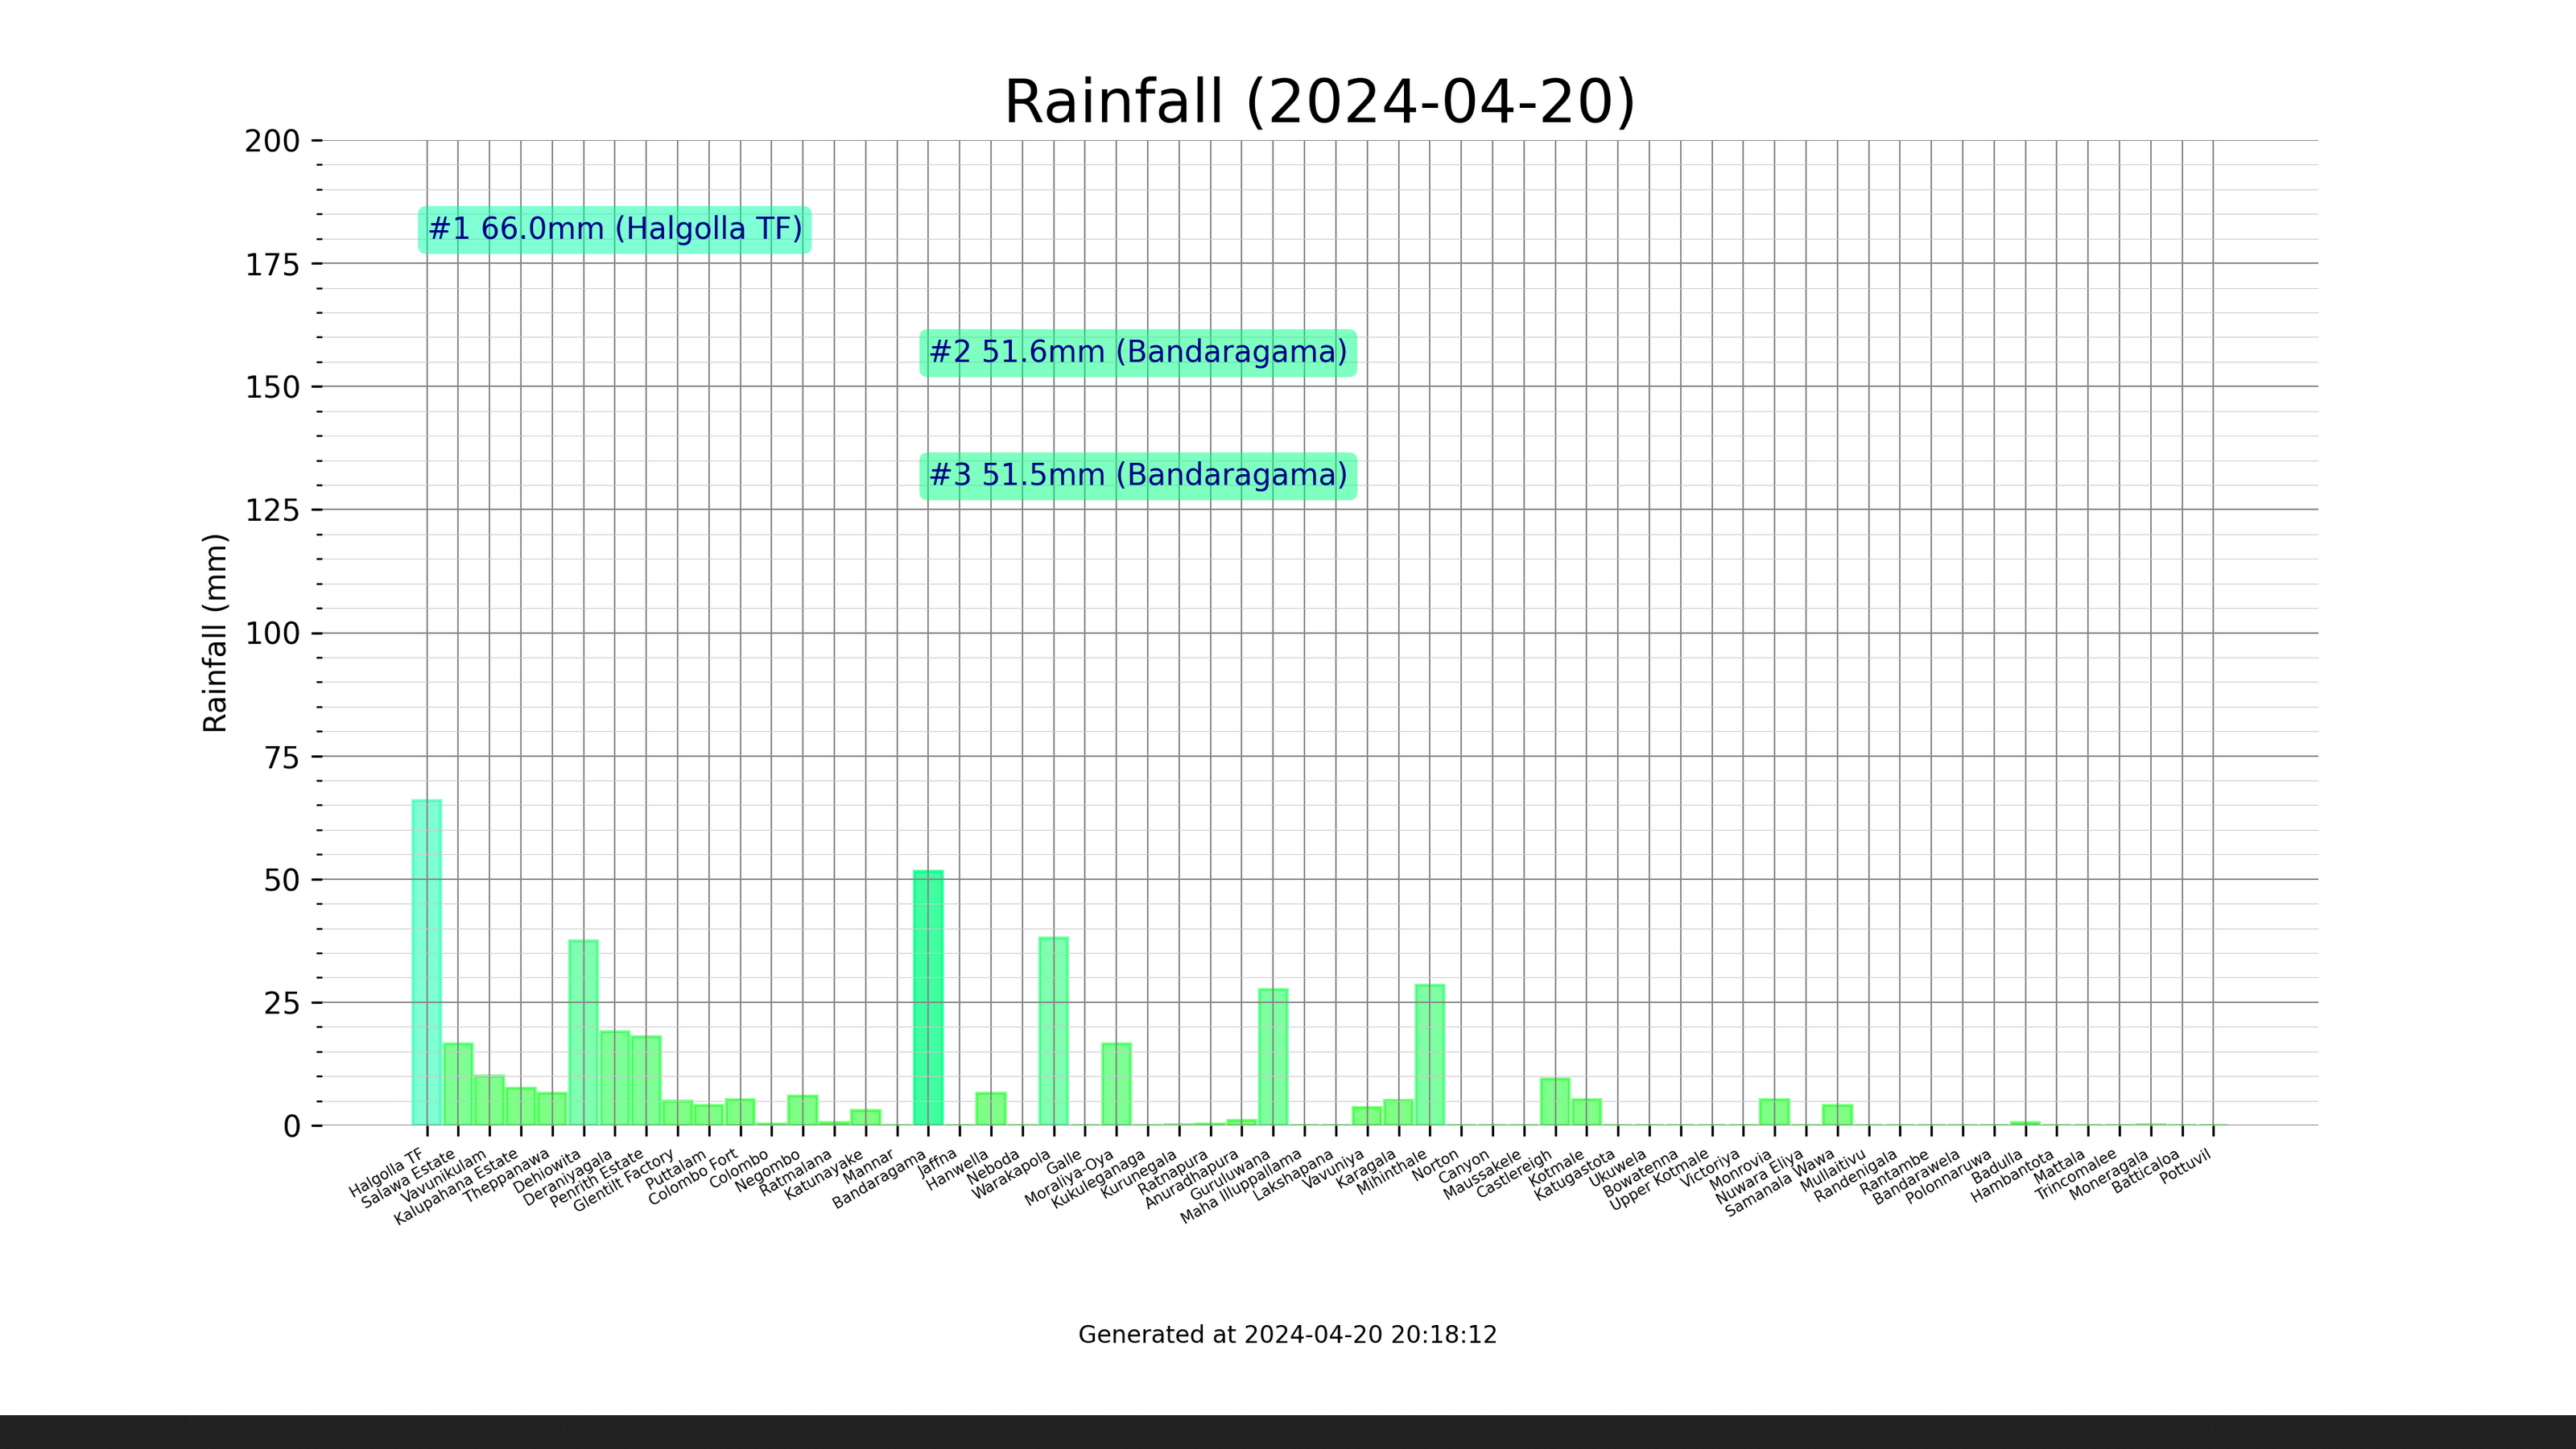 Rainfall (2024-04-20)
200
175
150
125
100
75
50
25
0
Rainfall (mm)
#1 66.0mm (Halgolla TF)
#2 51.6mm (Bandaragama)
#3 51.5mm (Bandaragama)
Halgolla TF
Salawa Estate
Vavunikulam
Kalupahana Estate
Theppanawa
Dehiowita
Deraniyagala
Penrith Estate
Glentilt Factory
Puttalam
Colombo Fort
Colombo
Negombo
Ratmalana
Katunayake
Mannar
Bandaragama
Jaffna
Hanwella
Neboda
Warakapola
Galle
Moraliya-Oya
Kukuleganaga
Kurunegala
Ratnapura
Anuradhapura
Guruluwana
Maha Illuppallama
Lakshapana
Vavuniya
Karagala
Mihinthale
Norton
Canyon
Maussakele
Castlereigh
Kotmale
Katugastota
Ukuwela
Bowatenna
Upper Kotmale
Victoriya
Monrovia
Nuwara Eliya
Samanala Wawa
Mullaitivu
Randenigala
Rantambe
Bandarawela
Polonnaruwa
Badulla
Hambantota
Mattala
Trincomalee
Moneragala
Batticaloa
Pottuvil
Generated at 2024-04-20 20:18:12